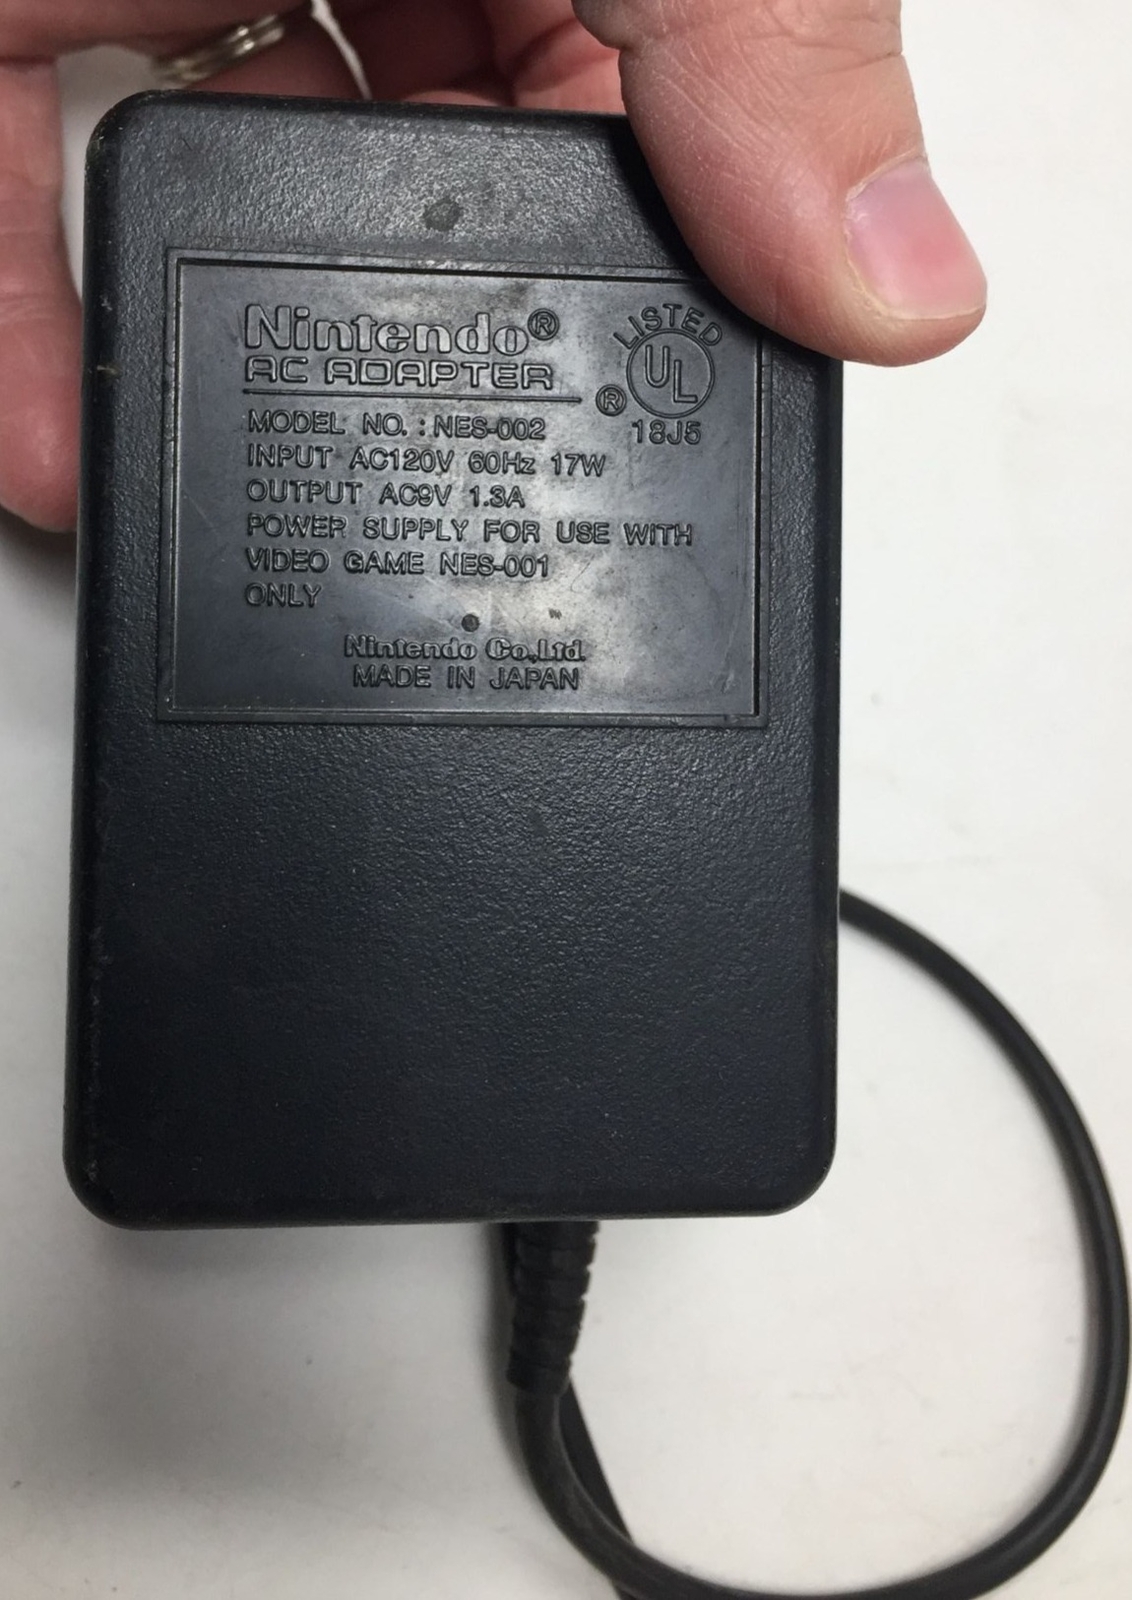 Nintendo®
AC ADAPTER
LISTED
UL
®
18J5
MODEL NO. : NES-002
INPUT AC120V 60Hz 17W
OUTPUT AC9V 1.3A
POWER SUPPLY FOR USE WITH
VIDEO GAME NES-001
ONLY
Nintendo Co.,Ltd.
MADE IN JAPAN